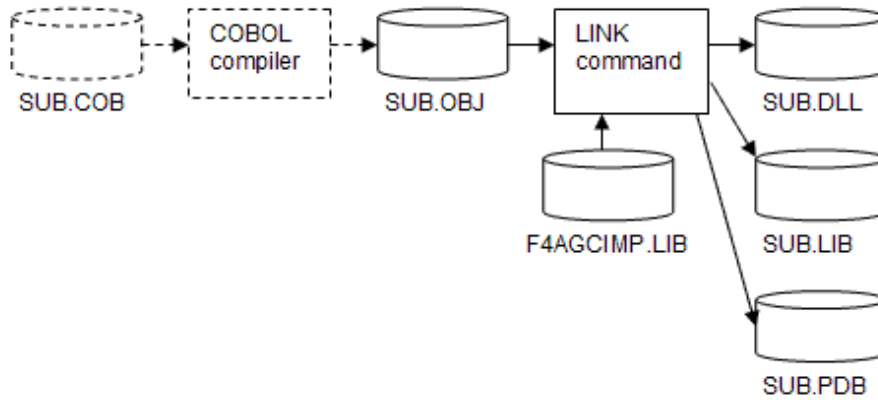 COBOL
compiler
LINK
command
SUB.COB
SUB.OBJ
SUB.DLL
F4AGCIMP.LIB
SUB.LIB
SUB.PDB